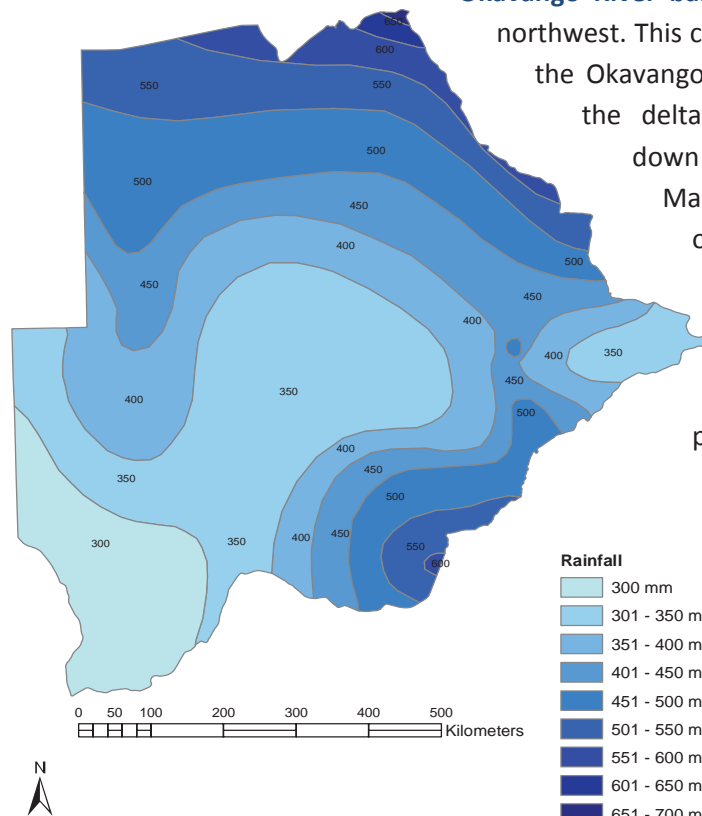 Okavango River bas
northwest. This c
the Okavango
the delta
down
Ma
p
650
600
550
550
500
500
450
500
450
400
450
400
400
350
350
450
400
500
400
450
350
500
300
350
400
450
550
600
Rainfall
300 mm
301 - 350 m
351 - 400 m
401 - 450 m
451 - 500 m
501 - 550 m
551 - 600 m
601 - 650 m
651 - 700 m
0 50 100 200 300 400 500
Kilometers
N